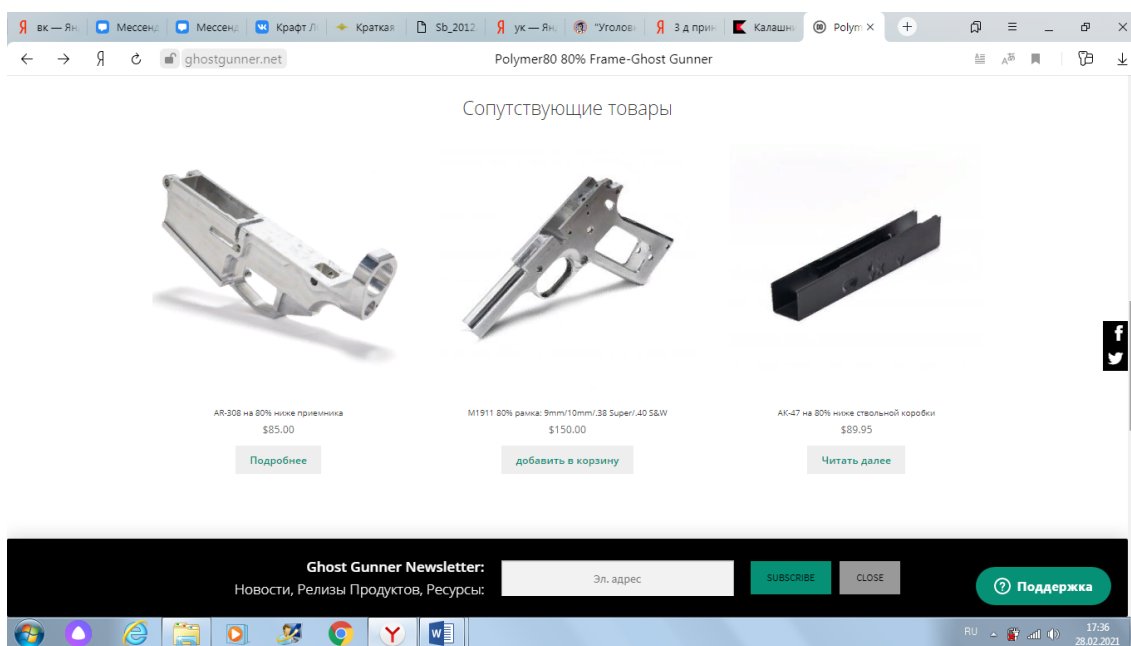 вк — Ян
Мессенд
Мессенд
Крафт Л
Краткая
Sb_2012
ук — Ян
"Уголов
3 д прин
Калашн
Polym
ghostgunner.net
Polymer80 80% Frame-Ghost Gunner
Сопутствующие товары
AR-308 на 80% ниже приемника
M1911 80% рамка: 9mm/10mm/.38 Super/.40 S&W
АК-47 на 80% ниже ствольной коробки
$85.00
$150.00
$89.95
Подробнее
добавить в корзину
Читать далее
Ghost Gunner Newsletter:
Новости, Релизы Продуктов, Ресурсы:
Эл. адрес
SUBSCRIBE
CLOSE
Поддержка
RU
17:36
28.02.2021